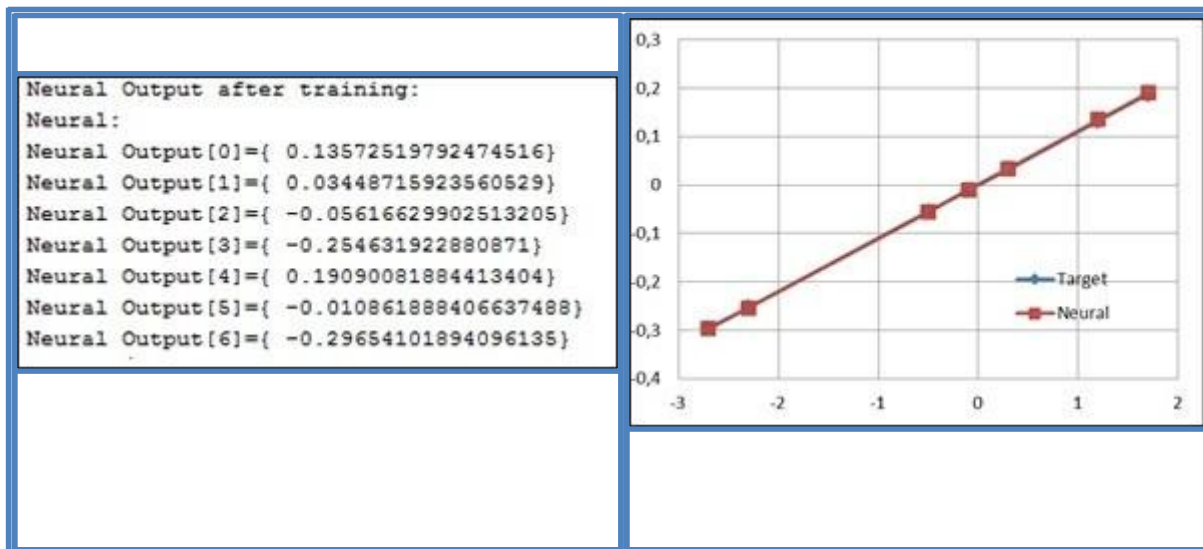 Neural Output after training:
Neural:
Neural Output[0]={ 0.13572519792474516}
Neural Output[1]={ 0.03448715923560529}
Neural Output[2]={ -0.05616629902513205}
Neural Output[3]={ -0.254631922880871}
Neural Output[4]={ 0.19090081884413404}
Neural Output[5]={ -0.010861888406637488}
Neural Output[6]={ -0.29654101894096135}
0,3
0,2
0,1
0
-0,1
-0,2
-0,3
-0,4
-3
-2
-1
0
1
2
Target
Neural